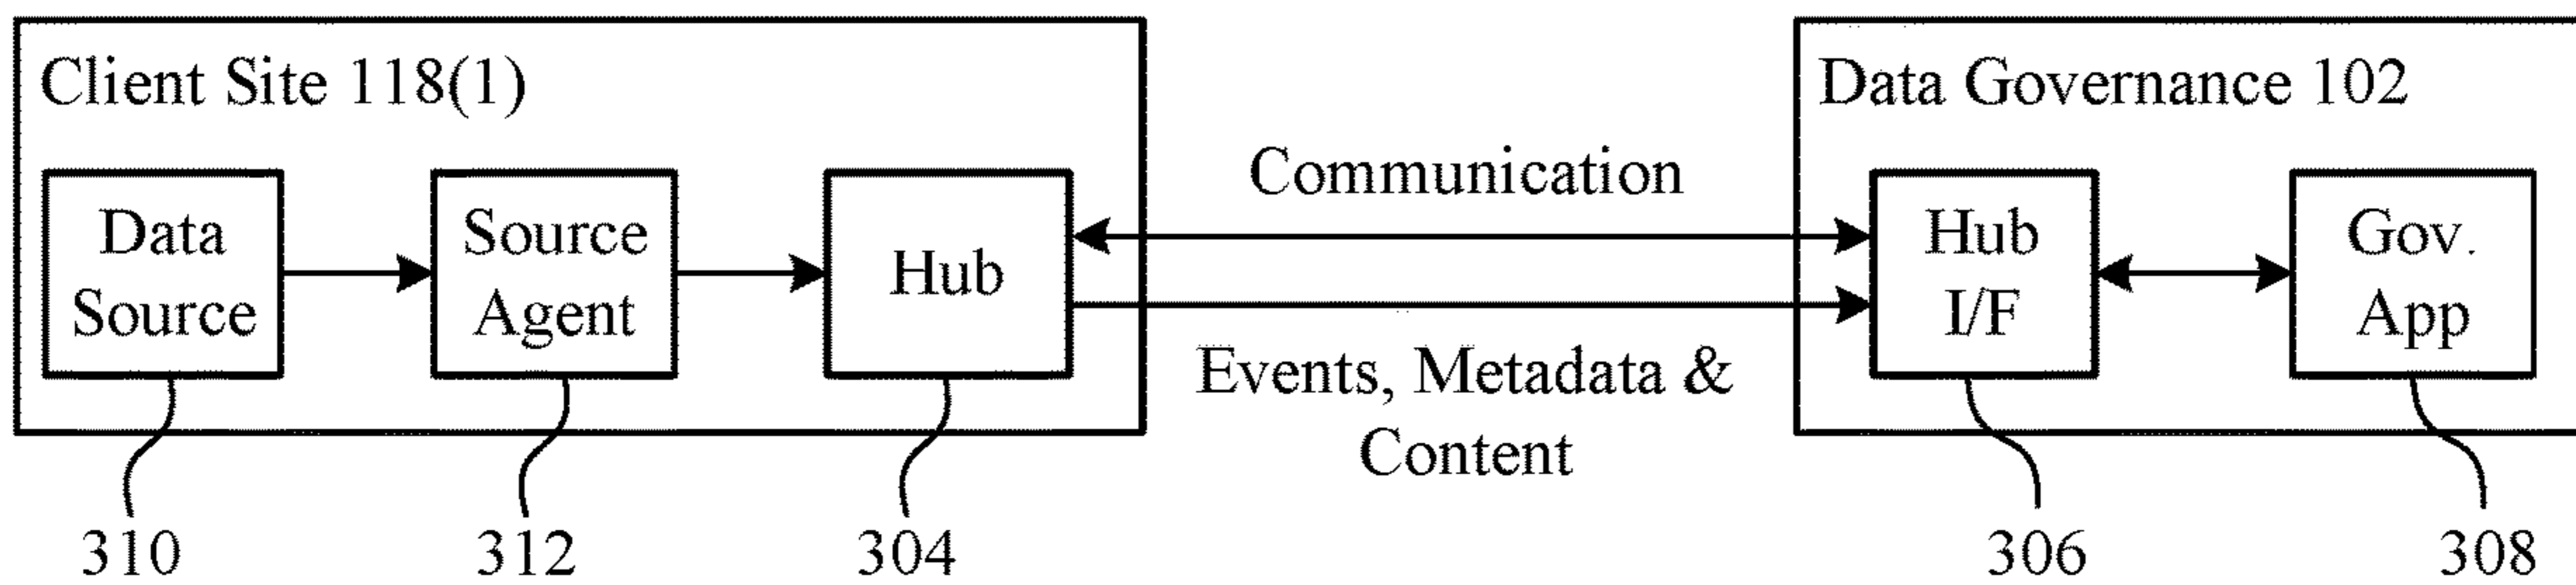 Client Site 118(1)
Data
Source
Source
Agent
Hub
Communication
Events, Metadata &
Content
Data Governance 102
Hub
I/F
Gov.
App
310
312
304
306
308